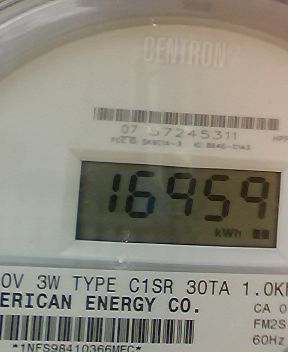 CENTRON
07 57245311
16959
kWh
0V 3W TYPE C1SR 30TA 1.0K
ERICAN ENERGY CO.
CA 0
FM2S
60Hz
*1NFS98410366MFC*